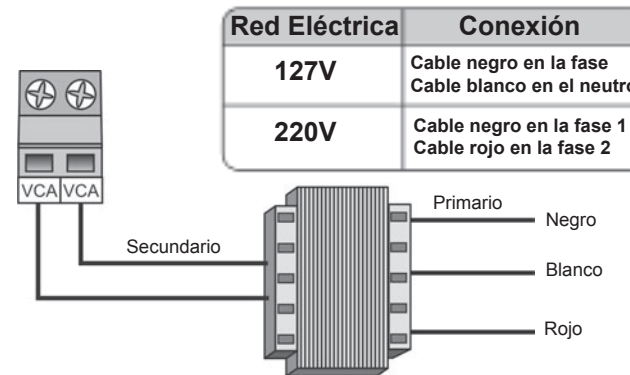 Red Eléctrica Conexión
127V
Cable negro en la fase
Cable blanco en el neutro
220V
Cable negro en la fase 1
Cable rojo en la fase 2
VCA VCA
Secundario
Primario
Negro
Blanco
Rojo